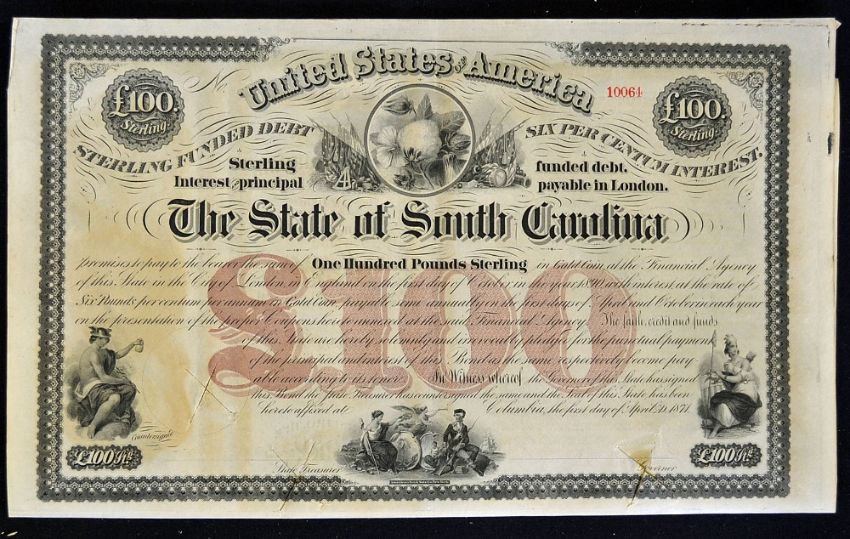 United States of America
No. 10064
£100. Sterling.
£100. Sterling.
STERLING FUNDED DEBT
SIX PER CENTUM INTEREST.
Sterling funded debt.
Interest and principal payable in London.
The State of South Carolina
promises to pay to the bearer the sum of One Hundred Pounds Sterling in Gold Coin at the Financial Agency
of this State in the City of London in England on the first day of in the year and interest at the rate of
Six Pounds per centum per annum in Gold Coin payable semi annually on the first days of April and October in each year
on the presentation of the proper Coupons hereto annexed at the said Financial Agency. The faith, credit and funds
of this State are hereby solemnly and irrevocably pledged for the punctual payment
of the principal and interest of this Bond as the same respectively become pay
able according to its tenor. In Witness whereof the Governor of this State has signed
this Bond the State Treasurer has countersigned the same and the Seal of this State has been
hereto affixed at Columbia, the first day of April A.D. 1871.
£100
Countersigned
State Treasurer
Governor
£100 Stg.
£100 Stg.